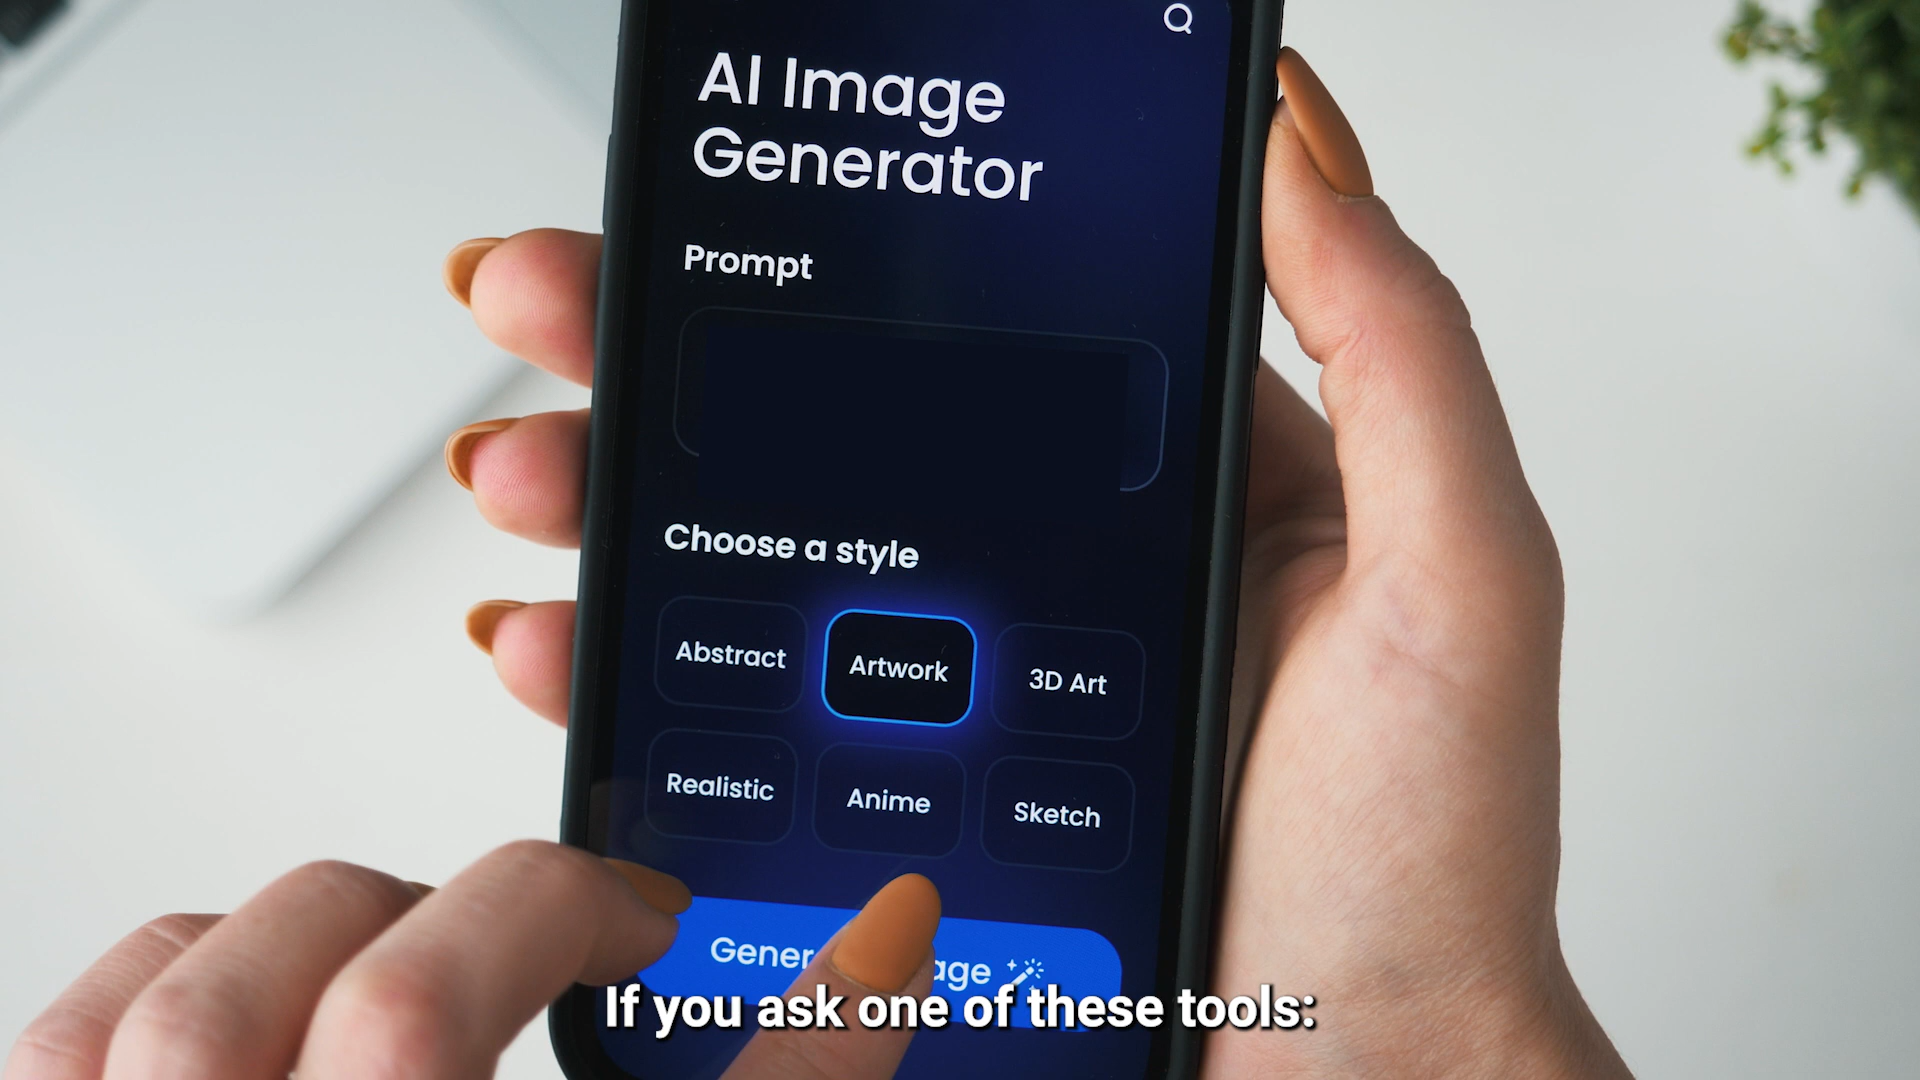 AI Image
Generator
Prompt
Choose a style
Abstract
Artwork
3D Art
Realistic
Anime
Sketch
If you ask one of these tools: